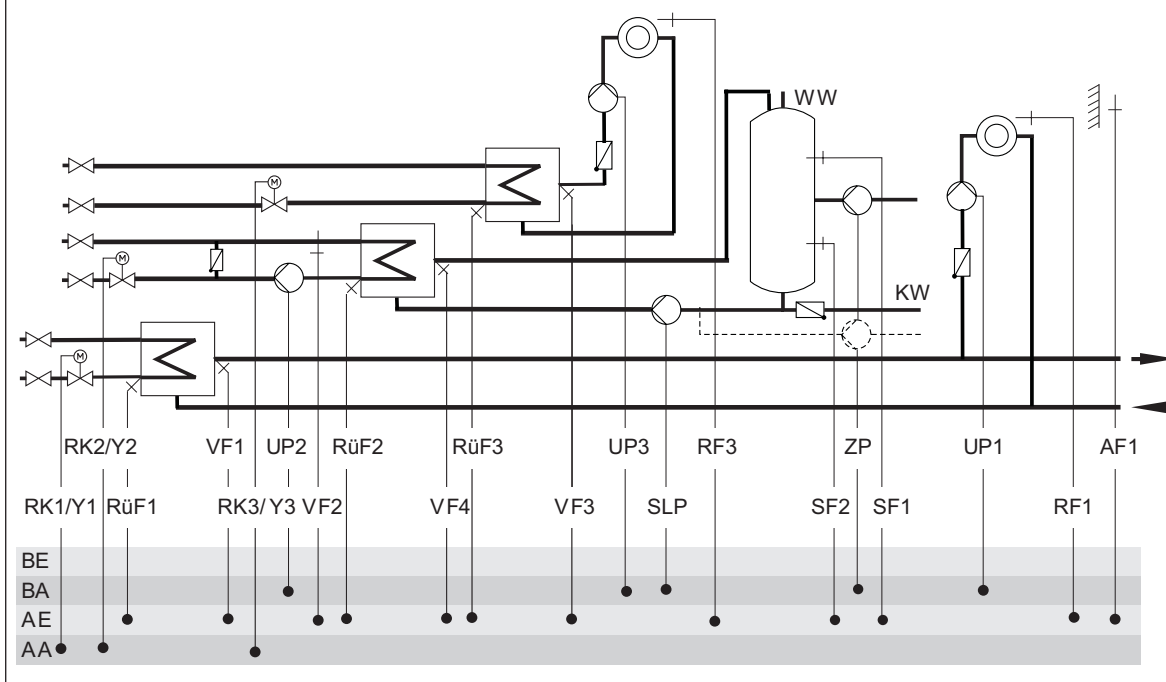 WW
M
M
KW
M
RK2/Y2 VF1 UP2 RüF2 RüF3 UP3 RF3 ZP UP1 AF1
RK1/Y1 RüF1 RK3/Y3 VF2 VF4 VF3 SLP SF2 SF1 RF1
BE
BA
AE
AA